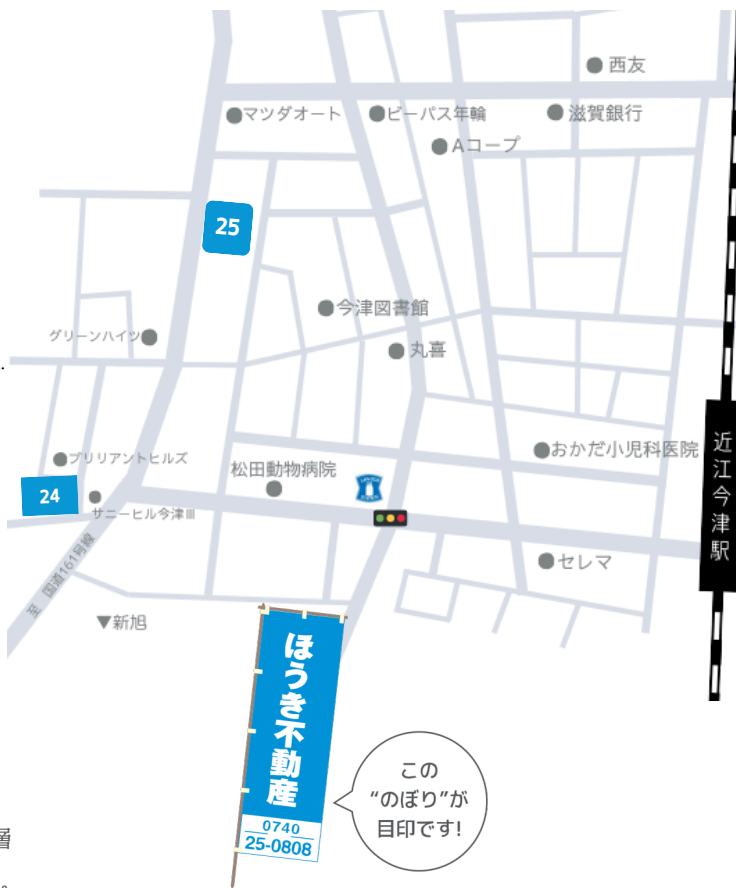 西友
マツダオート
ビーパス年輪
滋賀銀行
Aコープ
25
今津図書館
グリーンハイツ
丸喜
おかだ小児科医院
近江今津駅
ブリリアントヒルズ
松田動物病院
24
サニーヒル今津Ⅲ
至 国道161号線
セレマ
▼新旭
ほうき不動産
0740
25-0808
この
“のぼり”が
目印です!
層
。